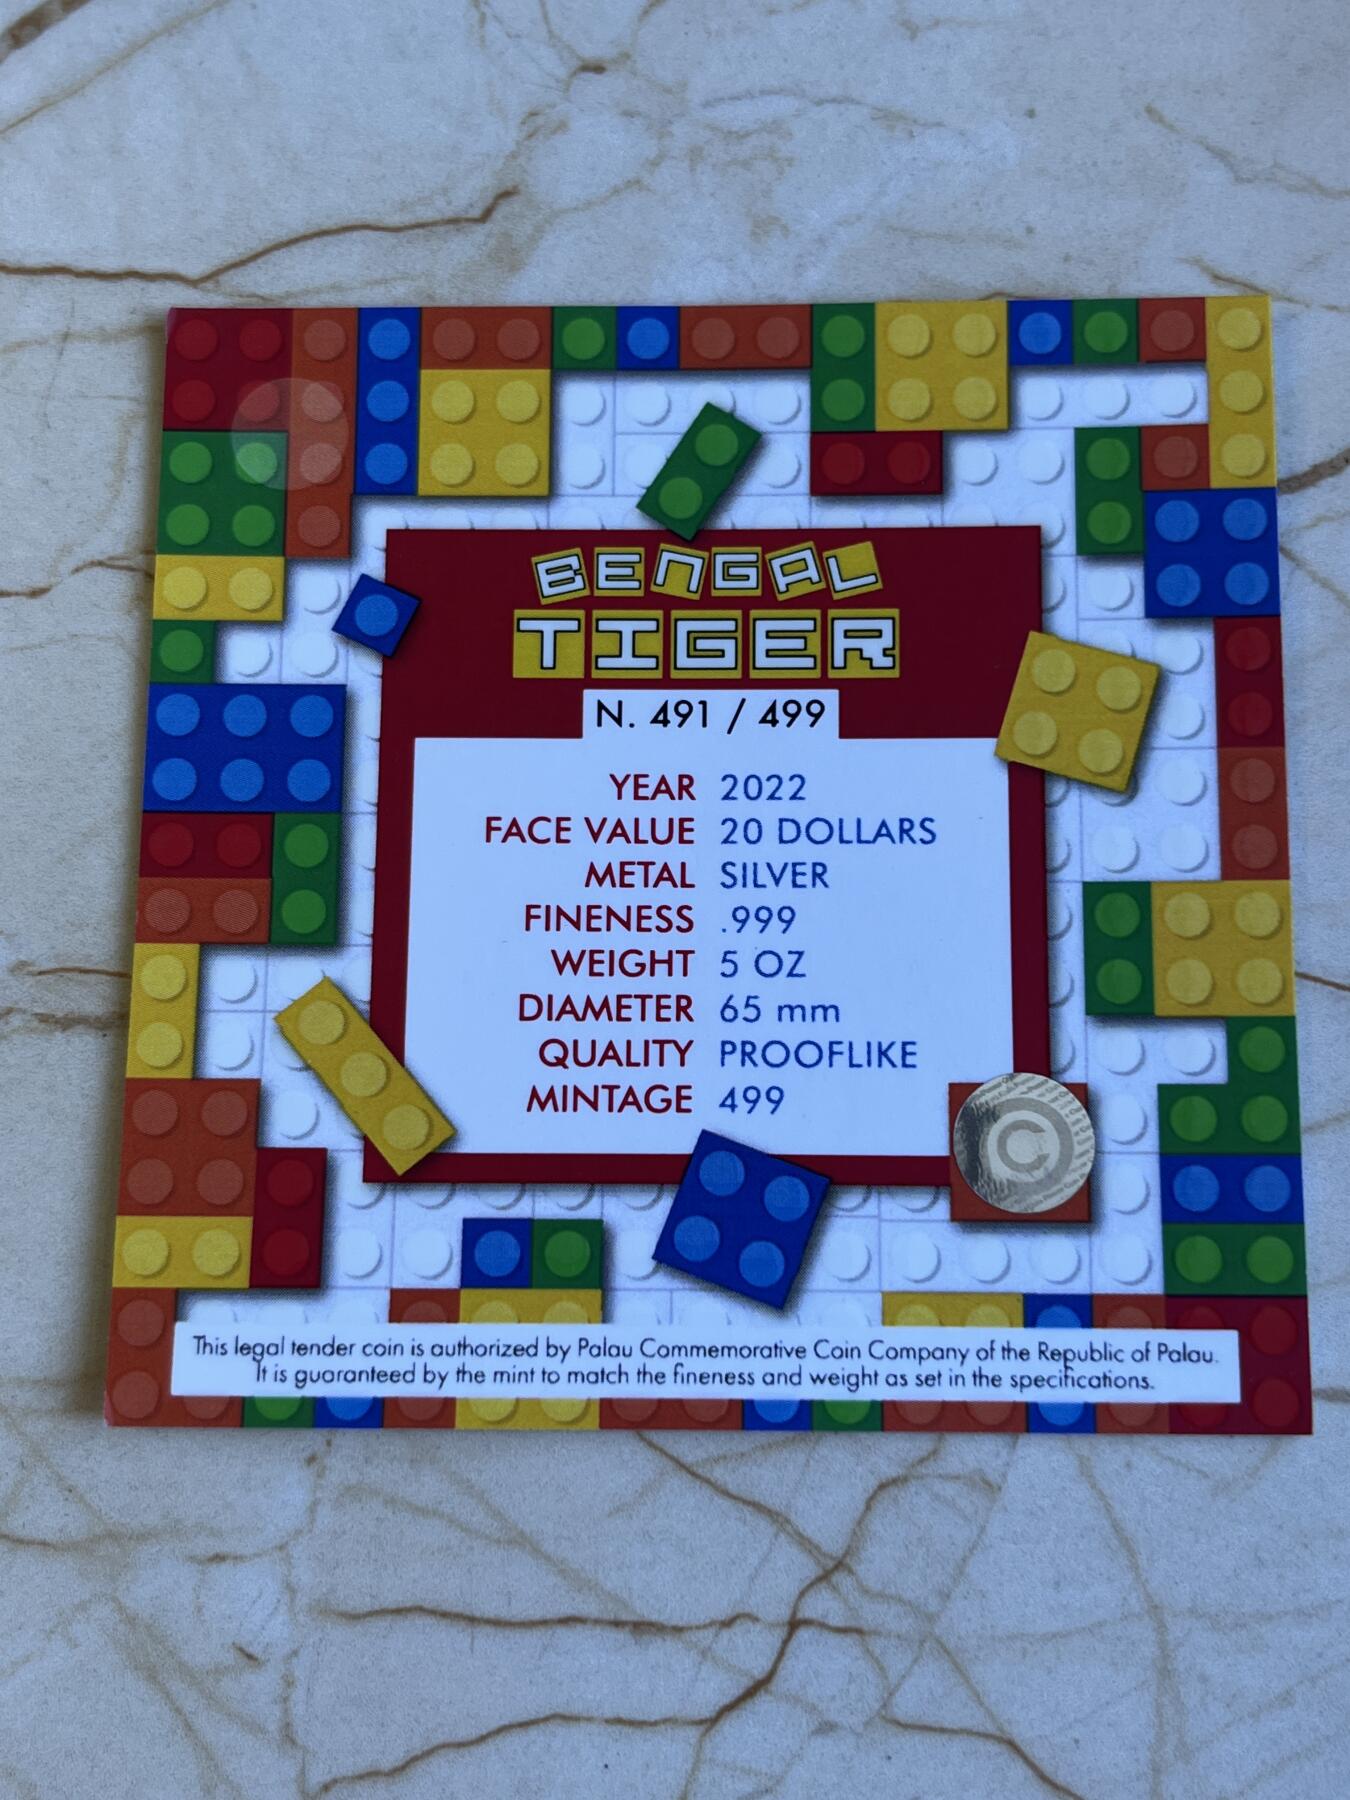 BENGAL
TIGER
N. 491 / 499
YEAR 2022
FACE VALUE 20 DOLLARS
METAL SILVER
FINENESS .999
WEIGHT 5 OZ
DIAMETER 65 mm
QUALITY PROOFLIKE
MINTAGE 499
C
This legal tender coin is authorized by Palau Commemorative Coin Company of the Republic of Palau.
It is guaranteed by the mint to match the fineness and weight as set in the specifications.